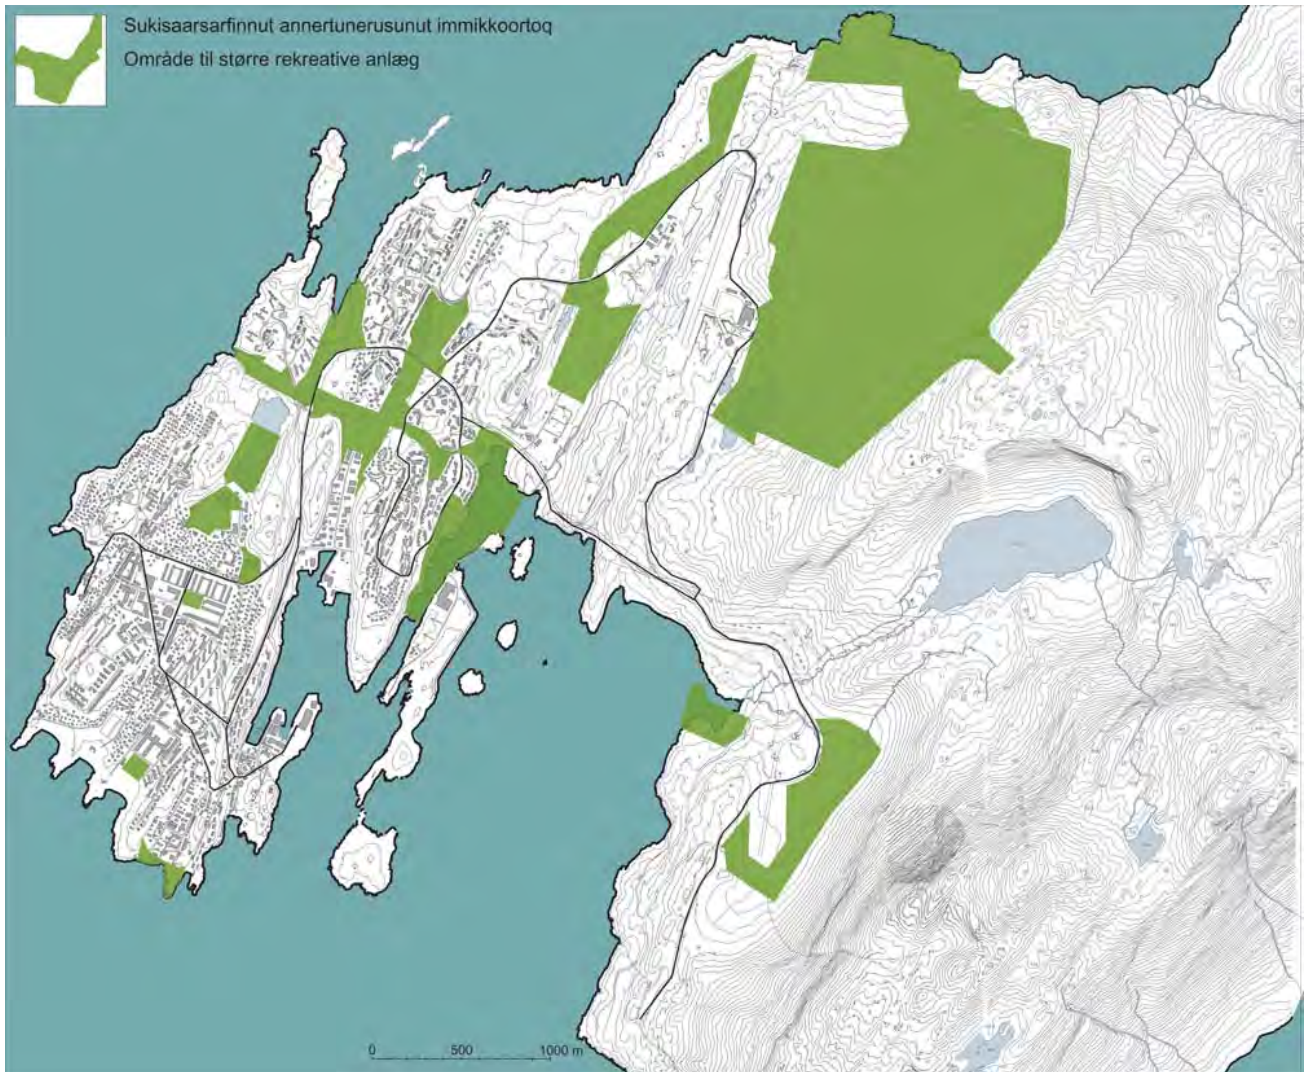 Sukisaarsarfinnut annertunerusunut immikkoortoq
Område til større rekreative anlæg
0 500 1000 m